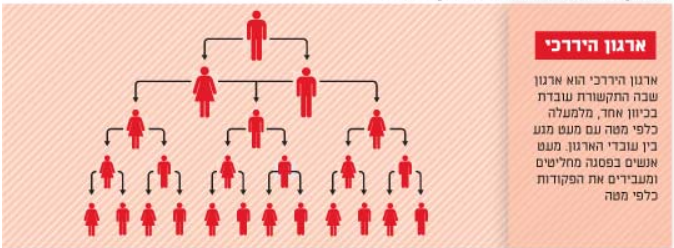 ארגון היררכי
ארגון היררכי הוא ארגון
שבה התקשורת עובדת
בכיוון אחד, מלמעלה
כלפי מטה עם מעט מגע
בין עובדי הארגון. מעט
אנשים בפסגה מחליטים
ומעבירים את הפקודות
כלפי מטה